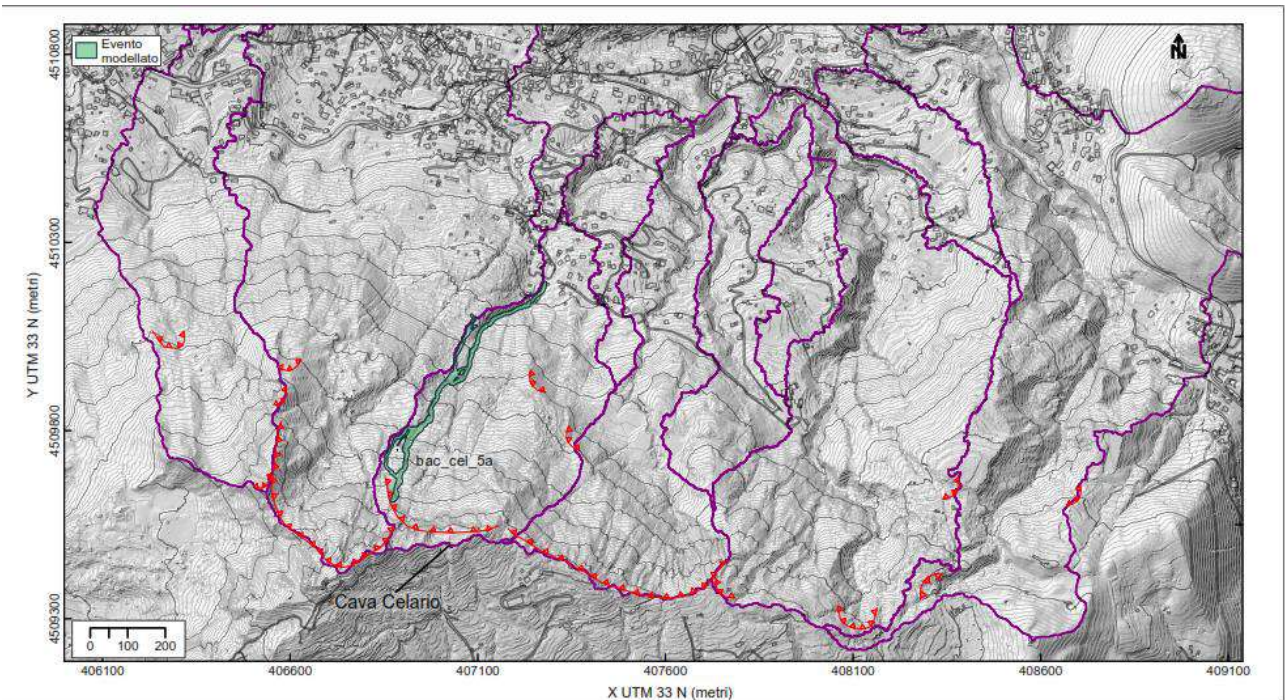 Evento
modellato
N
4510800
4510300
4509800
4509300
Y UTM 33 N (metri)
bac_cel_5a
Cava Celario
0 100 200
406100 406600 407100 407600 408100 408600 409100
X UTM 33 N (metri)